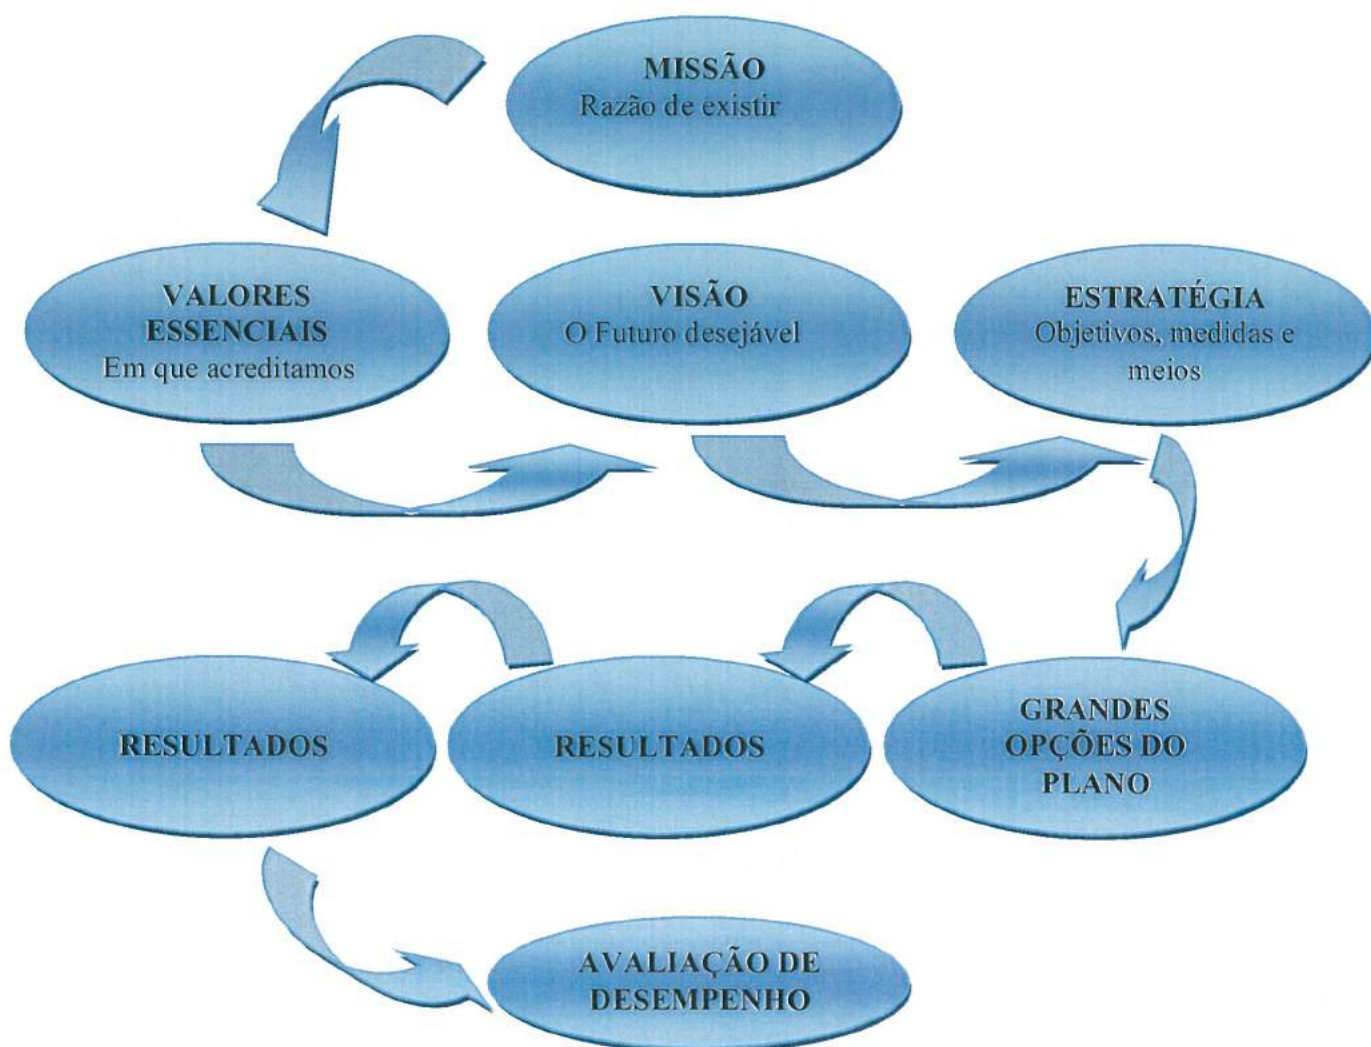 MISSÃO
Razão de existir
VALORES
ESSENCIAIS
Em que acreditamos
VISÃO
O Futuro desejável
ESTRATÉGIA
Objetivos, medidas e
meios
RESULTADOS
RESULTADOS
GRANDES
OPÇÕES DO
PLANO
AVALIAÇÃO DE
DESEMPENHO